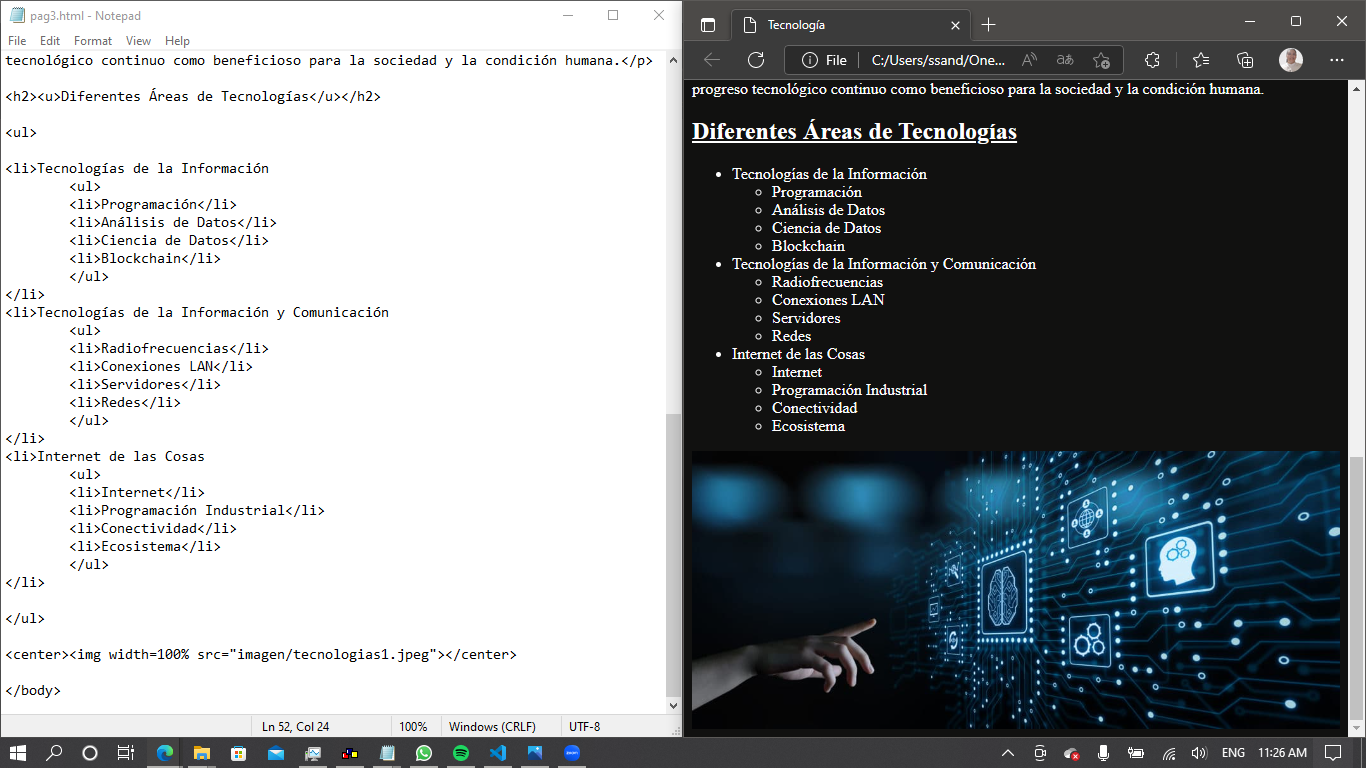 pag3.html - Notepad
File Edit Format View Help
tecnológico continuo como beneficioso para la sociedad y la condición humana.</p>
<h2><u>Diferentes Áreas de Tecnologías</u></h2>
<ul>
<li>Tecnologías de la Información
<ul>
<li>Programación</li>
<li>Análisis de Datos</li>
<li>Ciencia de Datos</li>
<li>Blockchain</li>
</ul>
</li>
<li>Tecnologías de la Información y Comunicación
<ul>
<li>Radiofrecuencias</li>
<li>Conexiones LAN</li>
<li>Servidores</li>
<li>Redes</li>
</ul>
</li>
<li>Internet de las Cosas
<ul>
<li>Internet</li>
<li>Programación Industrial</li>
<li>Conectividad</li>
<li>Ecosistema</li>
</ul>
</li>
</ul>
<center><img width=100% src="imagen/tecnologias1.jpeg"></center>
</body>
Ln 52, Col 24 100% Windows (CRLF) UTF-8
Tecnología
File C:/Users/ssand/One...
progreso tecnológico continuo como beneficioso para la sociedad y la condición humana.
Diferentes Áreas de Tecnologías
Tecnologías de la Información
Programación
Análisis de Datos
Ciencia de Datos
Blockchain
Tecnologías de la Información y Comunicación
Radiofrecuencias
Conexiones LAN
Servidores
Redes
Internet de las Cosas
Internet
Programación Industrial
Conectividad
Ecosistema
ENG 11:26 AM